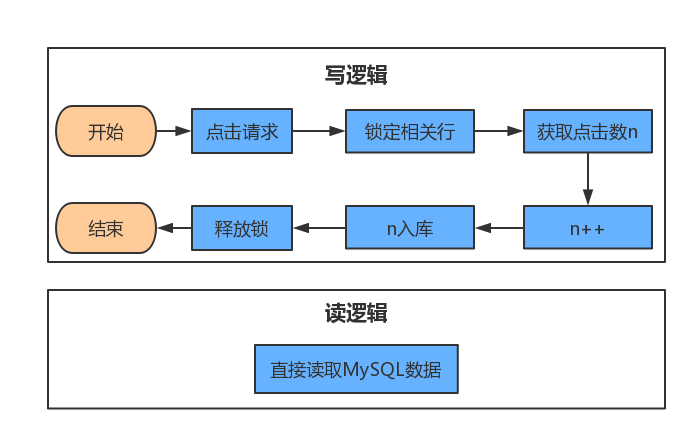 写逻辑
开始
点击请求
锁定相关行
获取点击数n
n++
n入库
释放锁
结束
读逻辑
直接读取MySQL数据